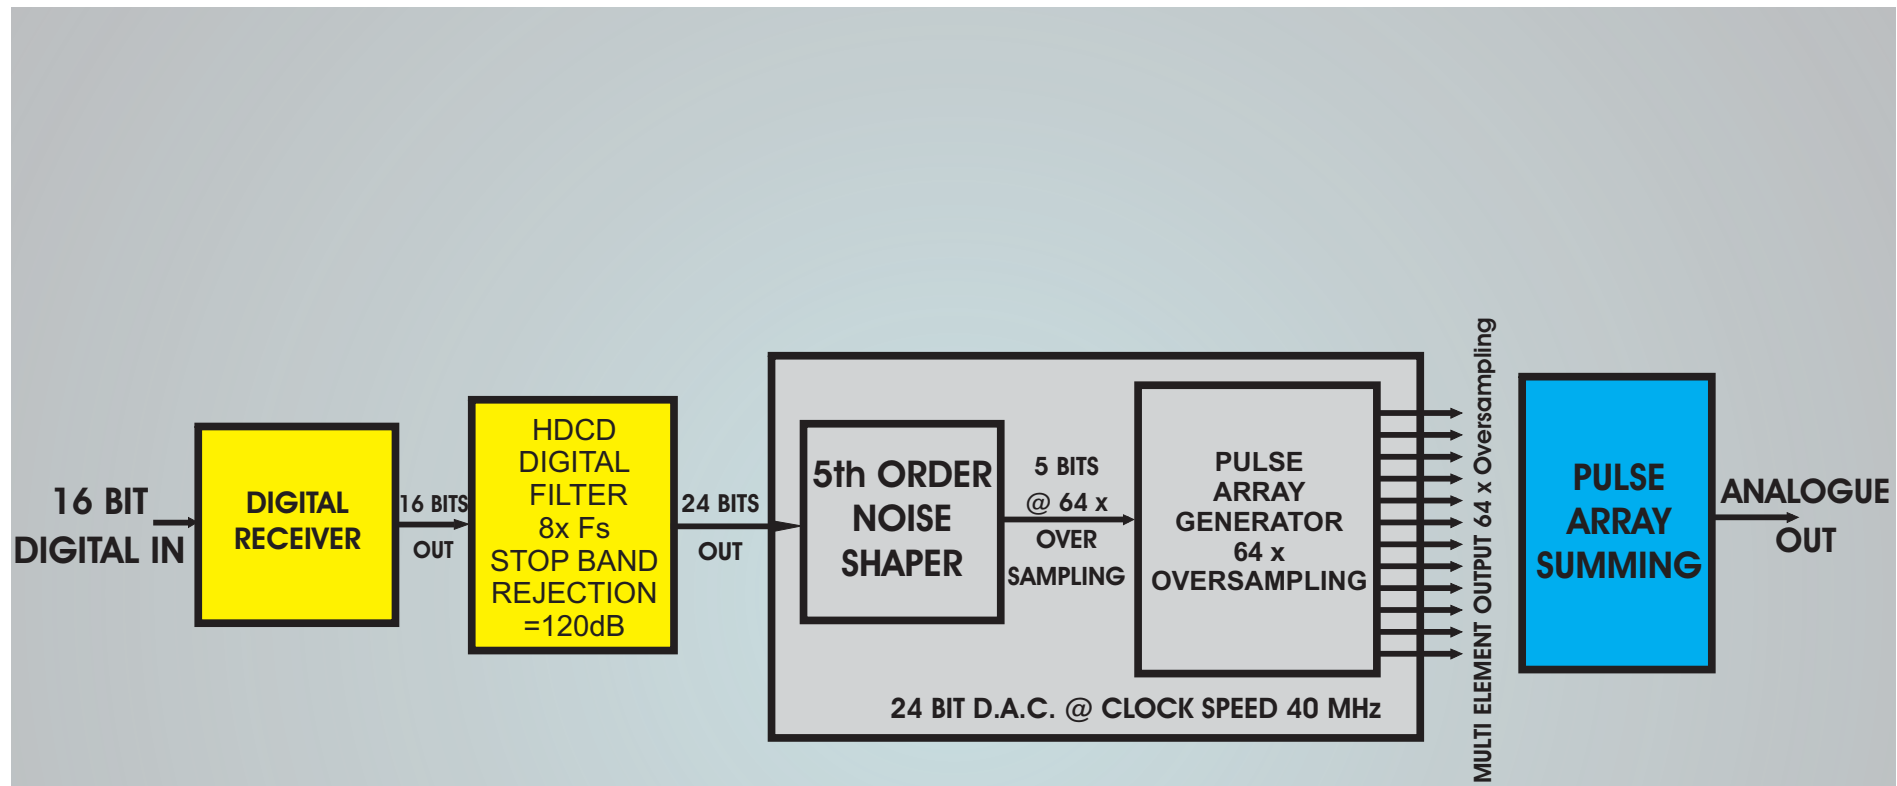 16 BIT
DIGITAL IN
DIGITAL
RECEIVER
16 BITS
OUT
HDCD
DIGITAL
FILTER
8x Fs
STOP BAND
REJECTION
=120dB
24 BITS
OUT
5th ORDER
NOISE
SHAPER
5 BITS
@ 64 x
OVER
SAMPLING
PULSE
ARRAY
GENERATOR
64 x
OVERSAMPLING
24 BIT D.A.C. @ CLOCK SPEED 40 MHz
MULTI ELEMENT OUTPUT 64 x Oversampling
PULSE
ARRAY
SUMMING
ANALOGUE
OUT